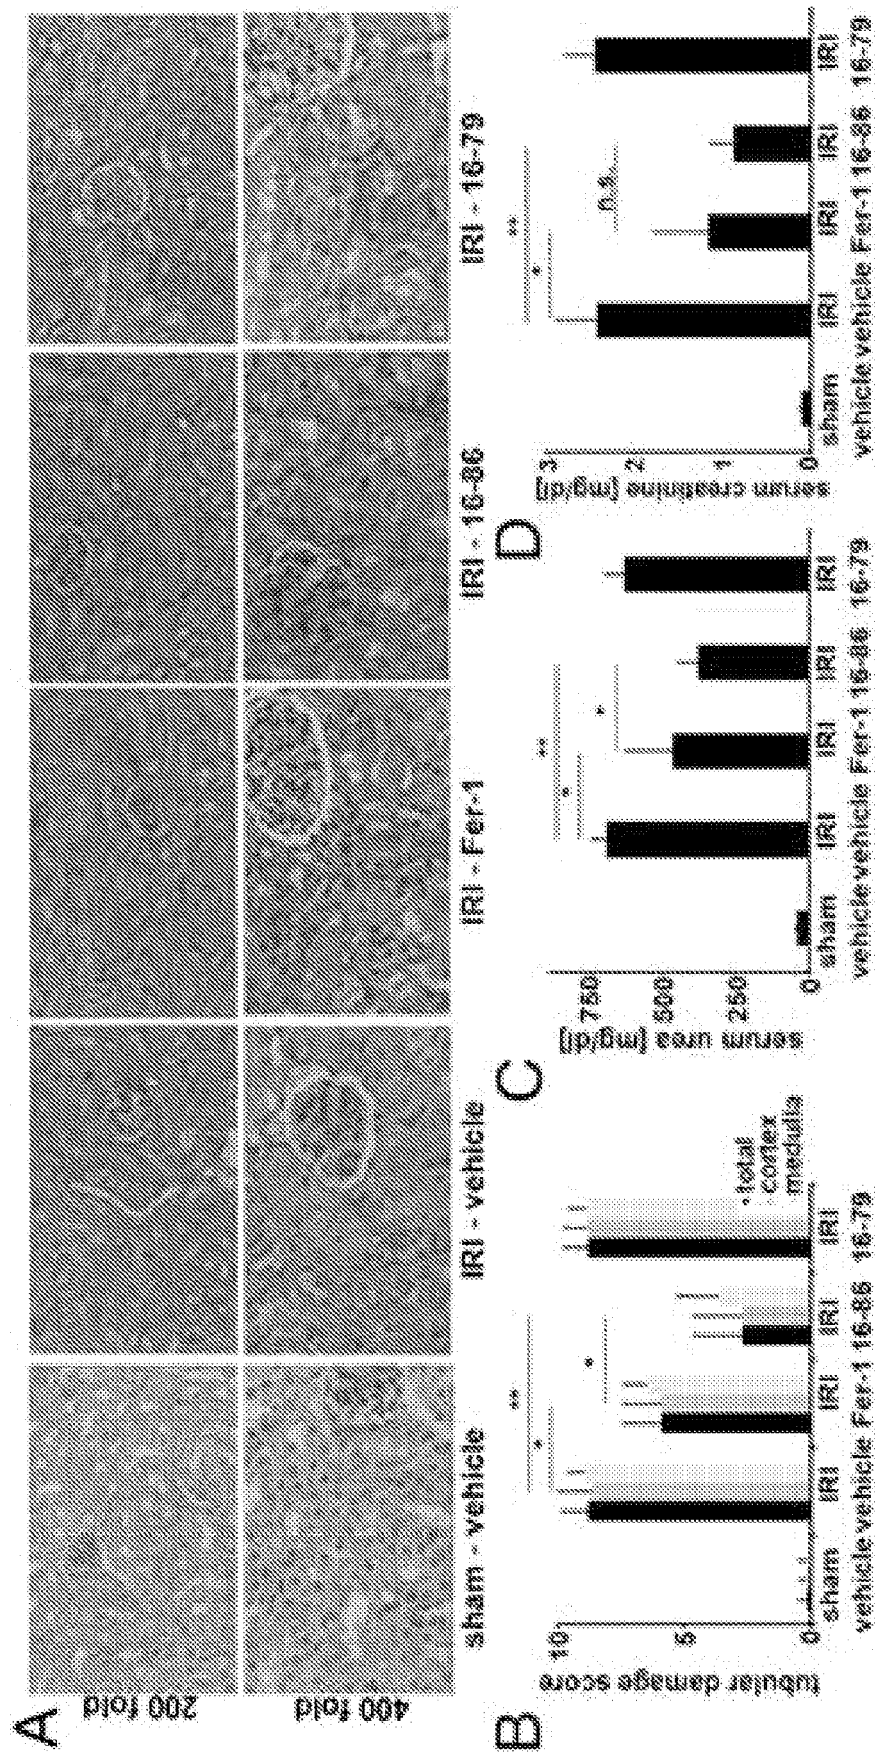 A
200 fold
400 fold
sham - vehicle
IRI - vehicle
IRI - Fer-1
IRI - 16-86
IRI - 16-79
B
tubular damage score
10
5
0
sham IRI IRI IRI IRI
vehicle vehicle Fer-1 16-86 16-79
** * *
total
cortex
medulla
C
serum urea [mg/dl]
750
500
250
0
sham IRI IRI IRI IRI
vehicle vehicle Fer-1 16-86 16-79
** * *
D
serum creatinine [mg/dl]
3
2
1
0
sham IRI IRI IRI IRI
vehicle vehicle Fer-1 16-86 16-79
** * n.s.